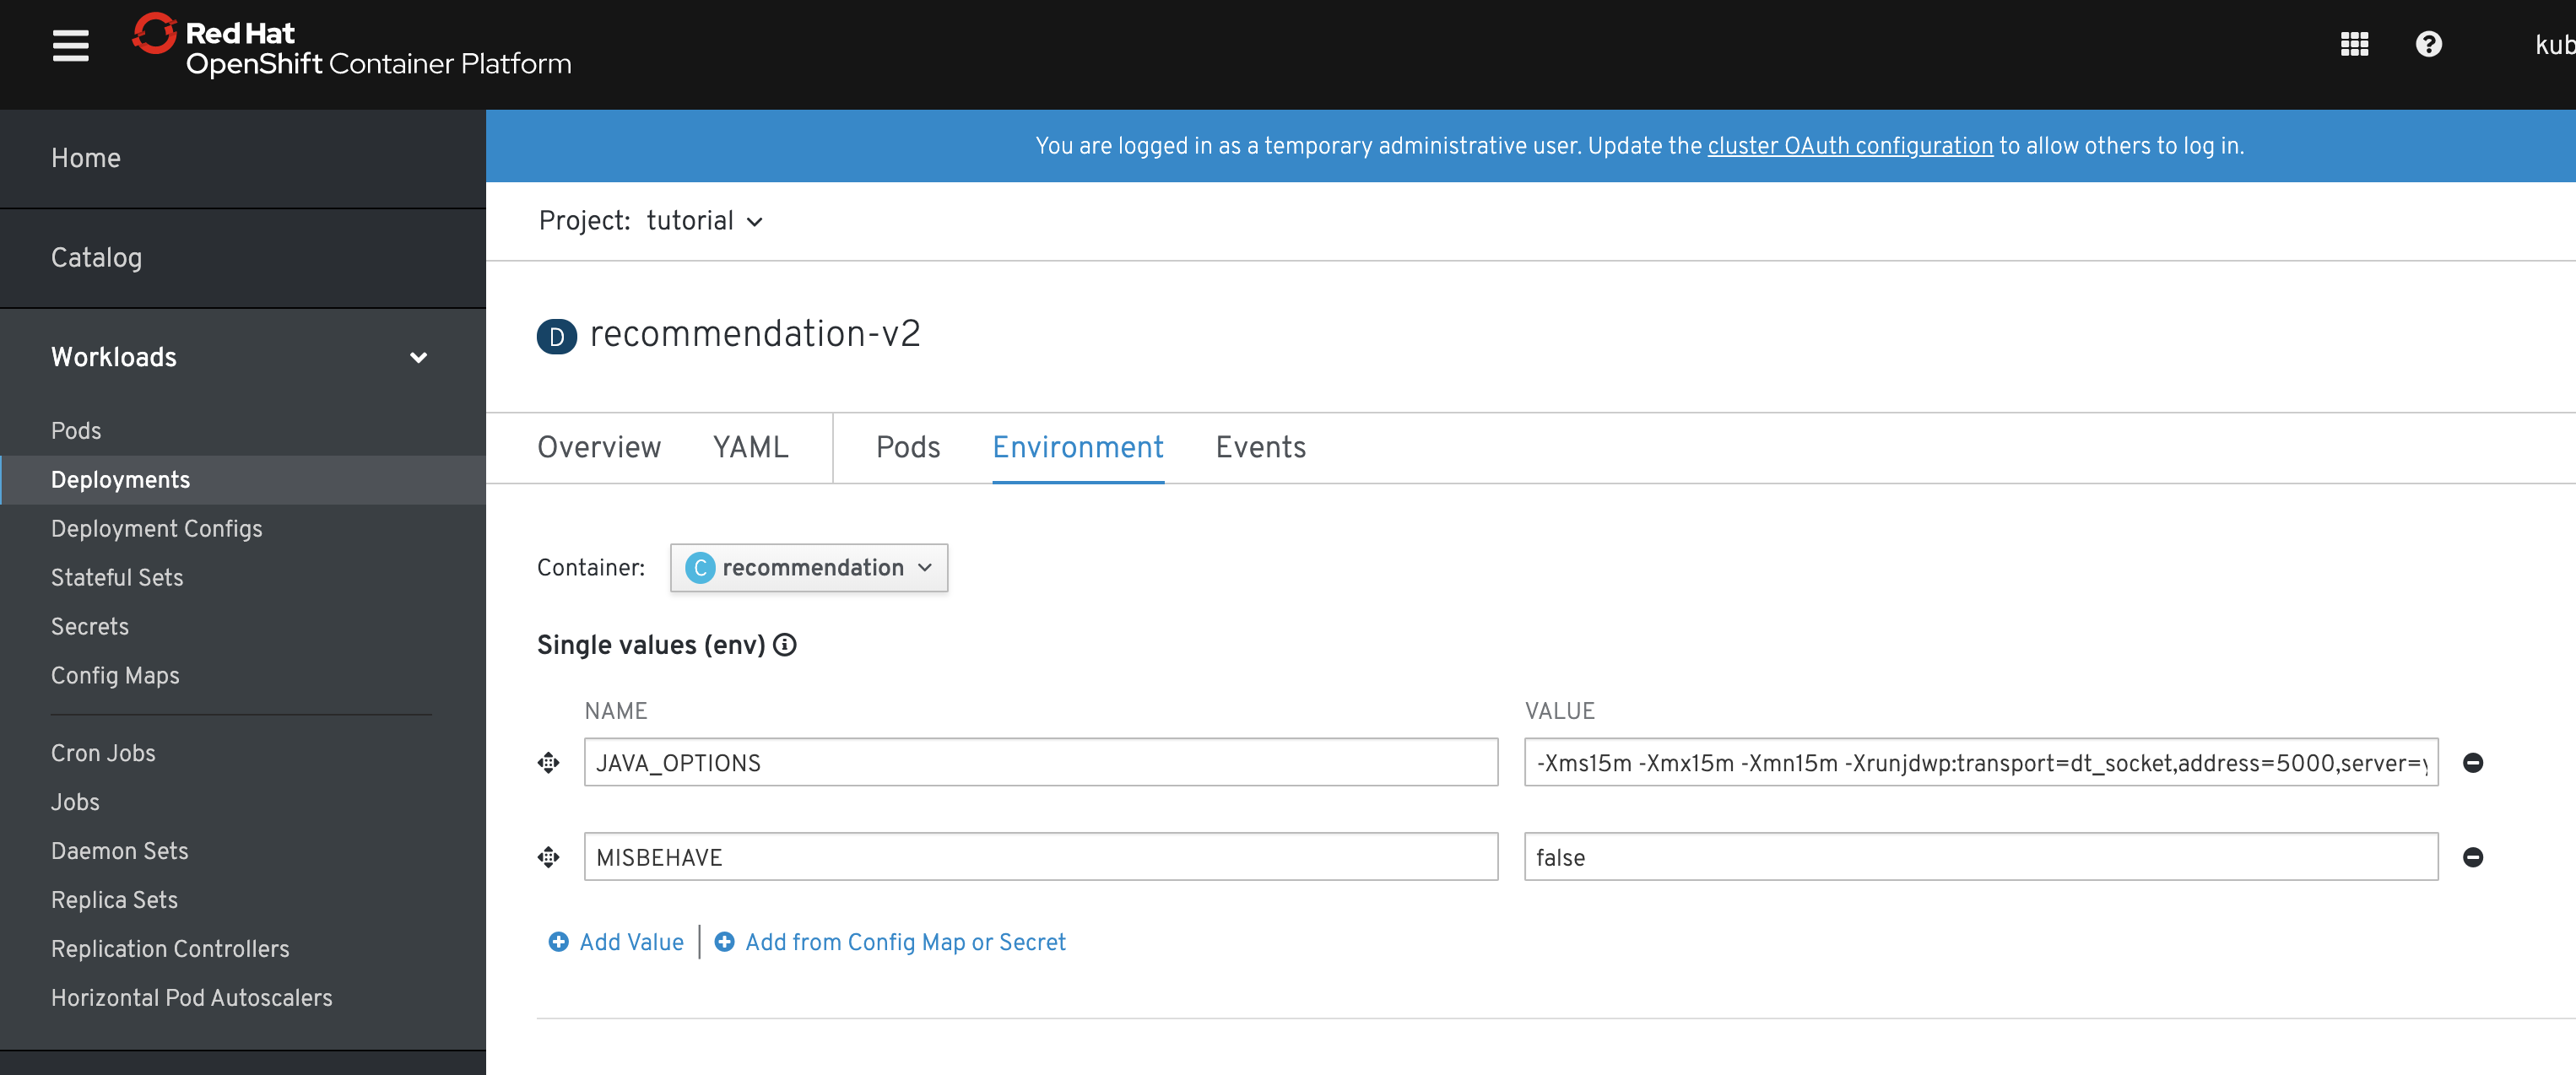 Red Hat
OpenShift Container Platform
You are logged in as a temporary administrative user. Update the cluster OAuth configuration to allow others to log in.
Home
Catalog
Workloads
Pods
Deployments
Deployment Configs
Stateful Sets
Secrets
Config Maps
Cron Jobs
Jobs
Daemon Sets
Replica Sets
Replication Controllers
Horizontal Pod Autoscalers
Project: tutorial
D recommendation-v2
Overview YAML Pods Environment Events
Container: C recommendation
Single values (env)
NAME VALUE
JAVA_OPTIONS -Xms15m -Xmx15m -Xmn15m -Xrunjdwp:transport=dt_socket,address=5000,server=
MISBEHAVE false
Add Value Add from Config Map or Secret